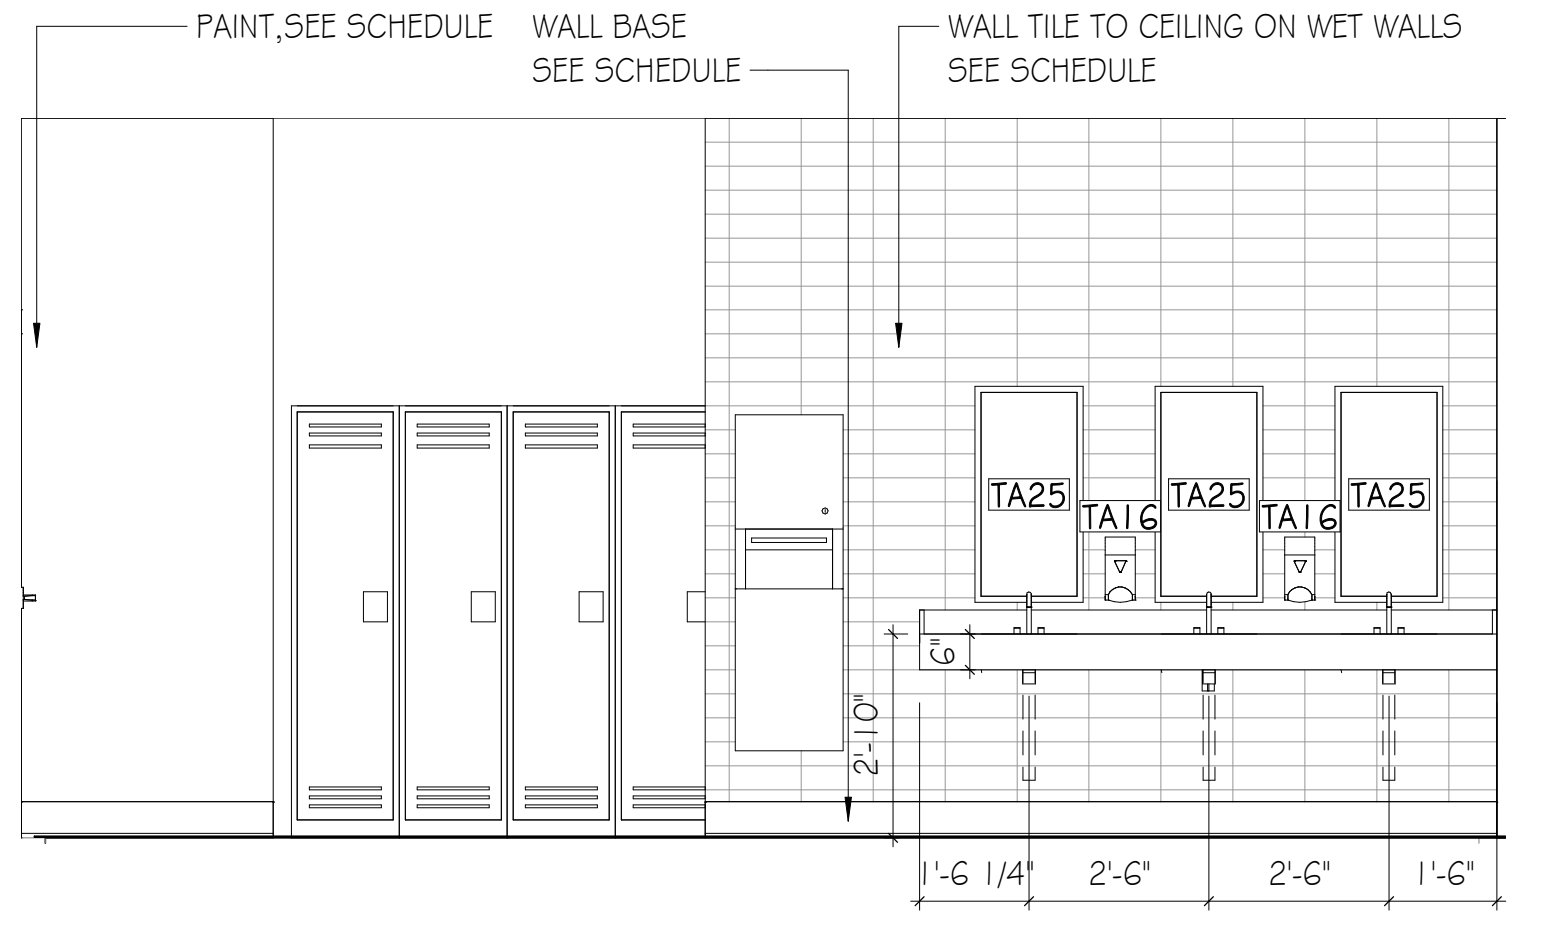 PAINT,SEE SCHEDULE
WALL BASE
SEE SCHEDULE
WALL TILE TO CEILING ON WET WALLS
SEE SCHEDULE
TA25
TA16
TA25
TA16
TA25
6"
2'-10"
1'-6 1/4"
2'-6"
2'-6"
1'-6"